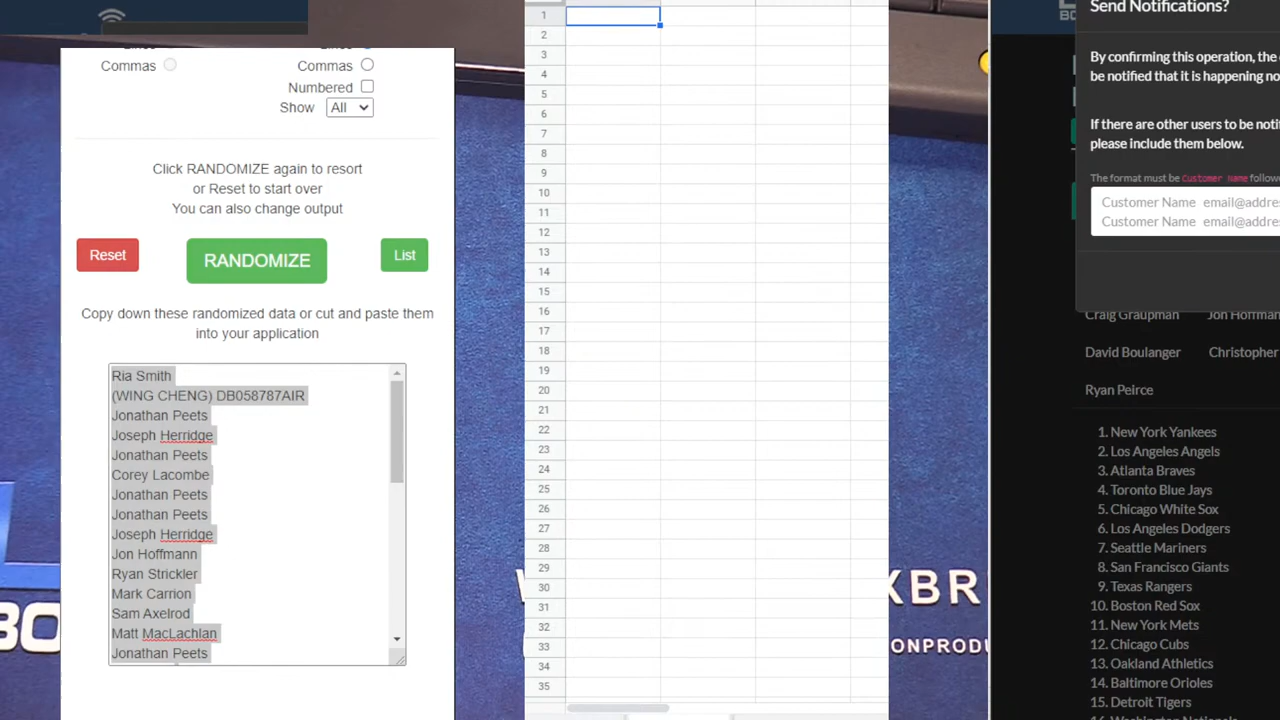 Commas
Commas
Numbered
Show All
Click RANDOMIZE again to resort
or Reset to start over
You can also change output
Reset
RANDOMIZE
List
Copy down these randomized data or cut and paste them
into your application
Ria Smith
(WING CHENG) DB058787AIR
Jonathan Peets
Joseph Herridge
Jonathan Peets
Corey Lacombe
Jonathan Peets
Jonathan Peets
Joseph Herridge
Jon Hoffmann
Ryan Strickler
Mark Carrion
Sam Axelrod
Matt MacLachlan
Jonathan Peets
1
2
3
4
5
6
7
8
9
10
11
12
13
14
15
16
17
18
19
20
21
22
23
24
25
26
27
28
29
30
31
32
33
34
35
XBR
ONPRODU
BO
Send Notifications?
By confirming this operation, the
be notified that it is happening no
If there are other users to be noti
please include them below.
The format must be Customer Name follow
Customer Name email@addre
Customer Name email@addre
Craig Graupman Jon Hoffman
David Boulanger Christopher
Ryan Peirce
1. New York Yankees
2. Los Angeles Angels
3. Atlanta Braves
4. Toronto Blue Jays
5. Chicago White Sox
6. Los Angeles Dodgers
7. Seattle Mariners
8. San Francisco Giants
9. Texas Rangers
10. Boston Red Sox
11. New York Mets
12. Chicago Cubs
13. Oakland Athletics
14. Baltimore Orioles
15. Detroit Tigers
16. Washington Nationals